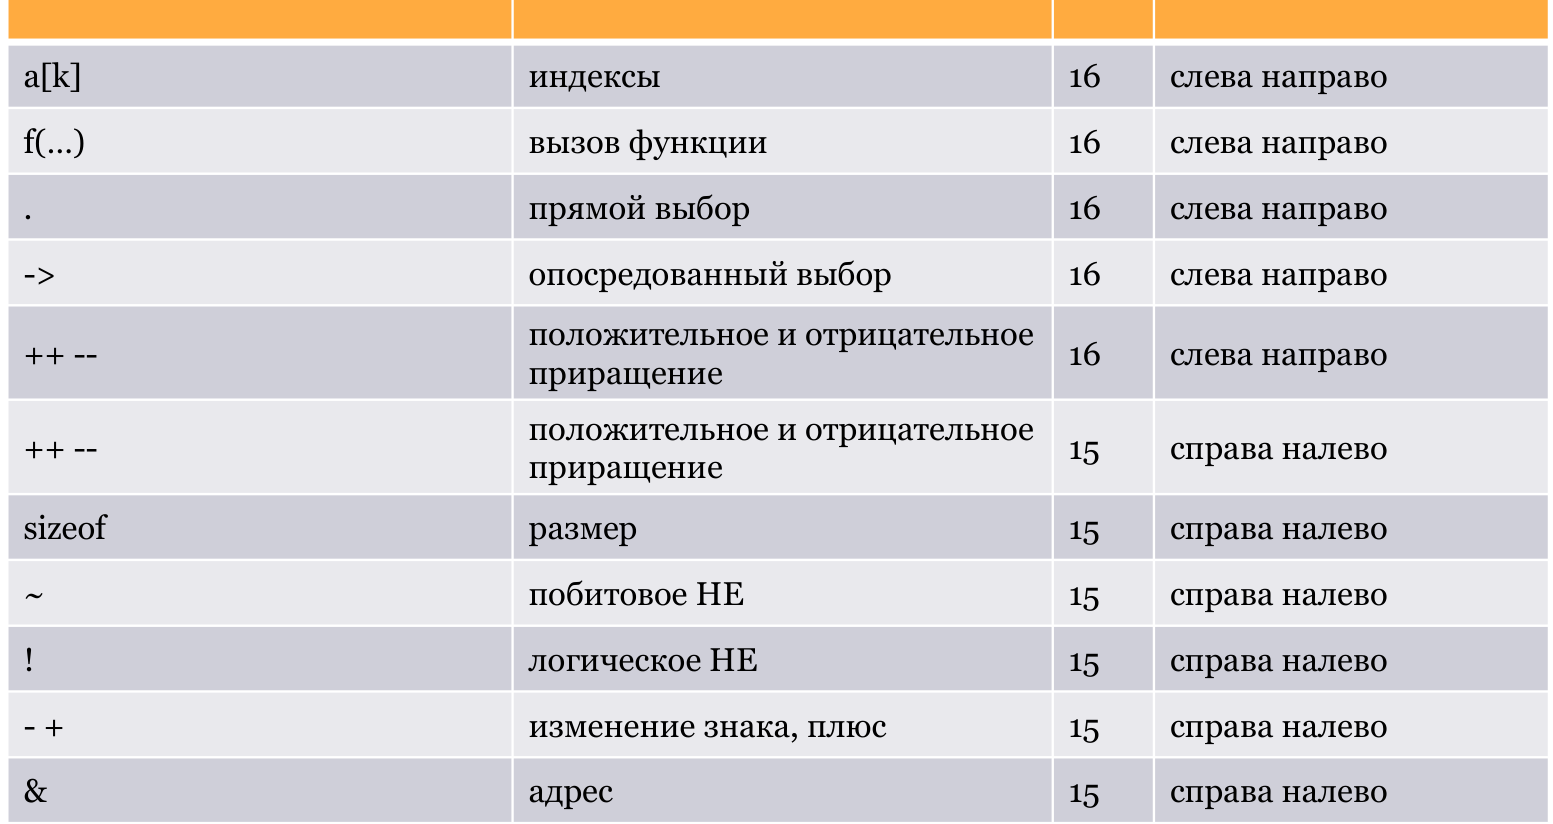 a[k] индексы 16 слева направо
f(...) вызов функции 16 слева направо
. прямой выбор 16 слева направо
-> опосредованный выбор 16 слева направо
++ -- положительное и отрицательное приращение 16 слева направо
++ -- положительное и отрицательное приращение 15 справа налево
sizeof размер 15 справа налево
~ побитовое НЕ 15 справа налево
! логическое НЕ 15 справа налево
- + изменение знака, плюс 15 справа налево
& адрес 15 справа налево